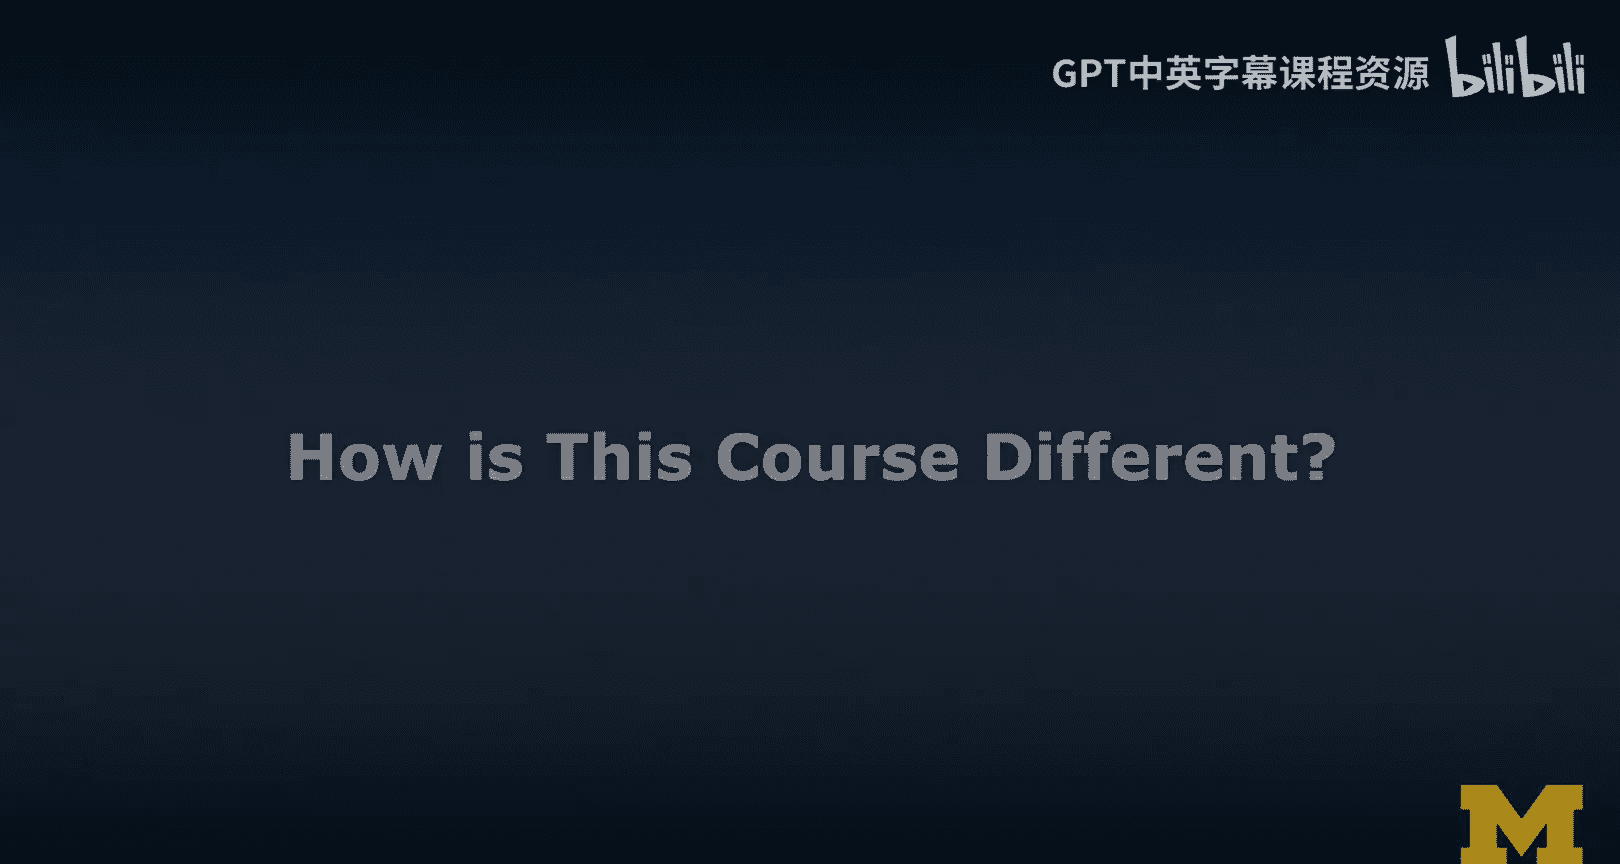 GPT中英字幕课程资源 bilibili
How is This Course Different?
M